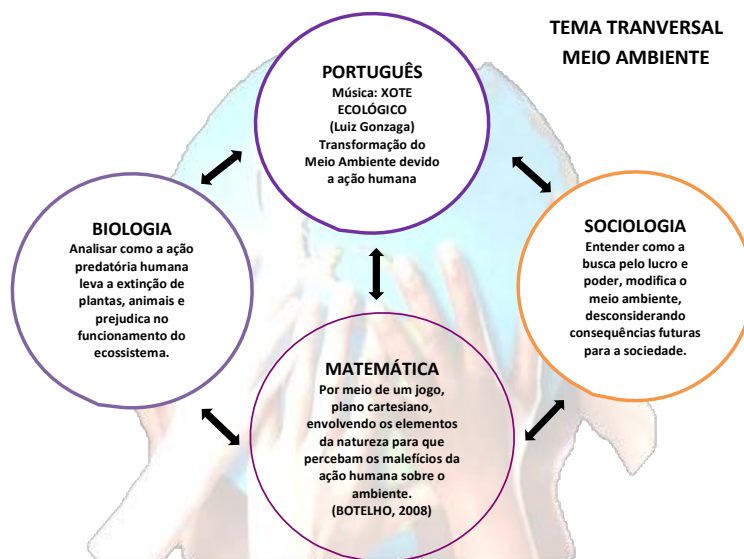 TEMA TRANVERSAL
MEIO AMBIENTE
PORTUGUÊS
Música: XOTE
ECOLÓGICO
(Luiz Gonzaga)
Transformação do
Meio Ambiente devido
a ação humana
BIOLOGIA
Analisar como a ação
predatória humana
leva a extinção de
plantas, animais e
prejudica no
funcionamento do
ecossistema.
SOCIOLOGIA
Entender como a
busca pelo lucro e
poder, modifica o
meio ambiente,
desconsiderando
consequências futuras
para a sociedade.
MATEMÁTICA
Por meio de um jogo,
plano cartesiano,
envolvendo os elementos
da natureza para que
percebam os malefícios da
ação humana sobre o
ambiente.
(BOTELHO, 2008)